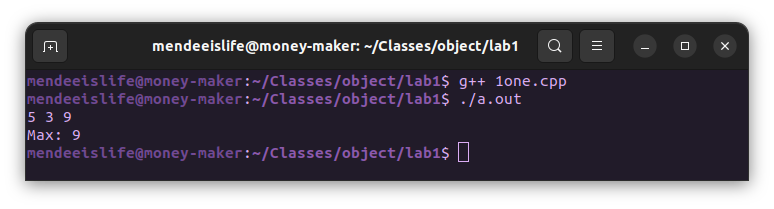 mendeeislife@money-maker: ~/Classes/object/lab1
mendeeislife@money-maker:~/Classes/object/lab1$ g++ 1one.cpp
mendeeislife@money-maker:~/Classes/object/lab1$ ./a.out
5 3 9
Max: 9
mendeeislife@money-maker:~/Classes/object/lab1$